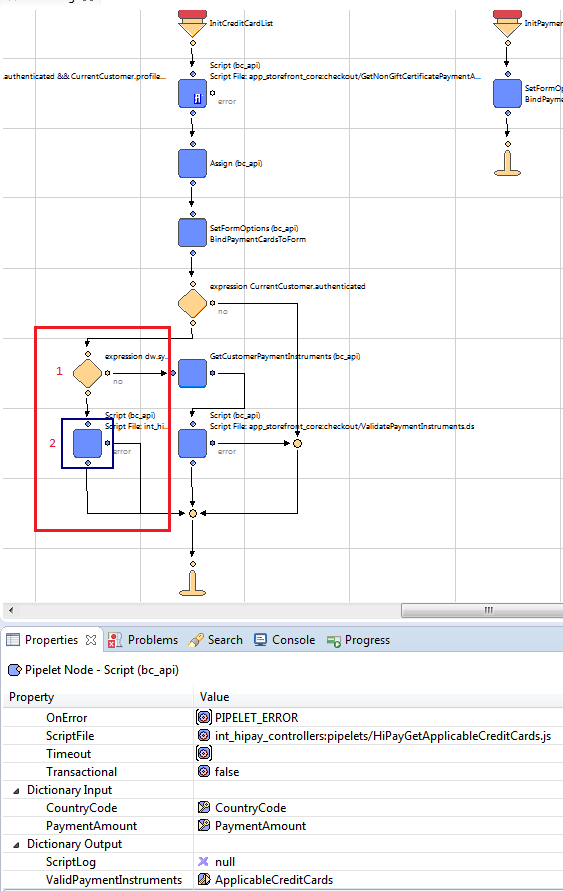 InitCreditCardList
InitPaymen
Script (bc_api)
.authenticated && CurrentCustomer.profile...
Script File: app_storefront_core:checkout/GetNonGiftCertificatePaymentA...
error
SetFormOp
BindPayme
Assign (bc_api)
SetFormOptions (bc_api)
BindPaymentCardsToForm
expression CurrentCustomer.authenticated
no
1
expression dw.sy
GetCustomerPaymentInstruments (bc_api)
no
2
Script (bc_api)
Script File: int_hi
error
Script (bc_api)
Script File: app_storefront_core:checkout/ValidatePaymentInstruments.ds
error
Properties
Problems
Search
Console
Progress
Pipelet Node - Script (bc_api)
Property Value
OnError PIPELET_ERROR
ScriptFile int_hipay_controllers:pipelets/HiPayGetApplicableCreditCards.js
Timeout
Transactional false
Dictionary Input
CountryCode CountryCode
PaymentAmount PaymentAmount
Dictionary Output
ScriptLog null
ValidPaymentInstruments ApplicableCreditCards